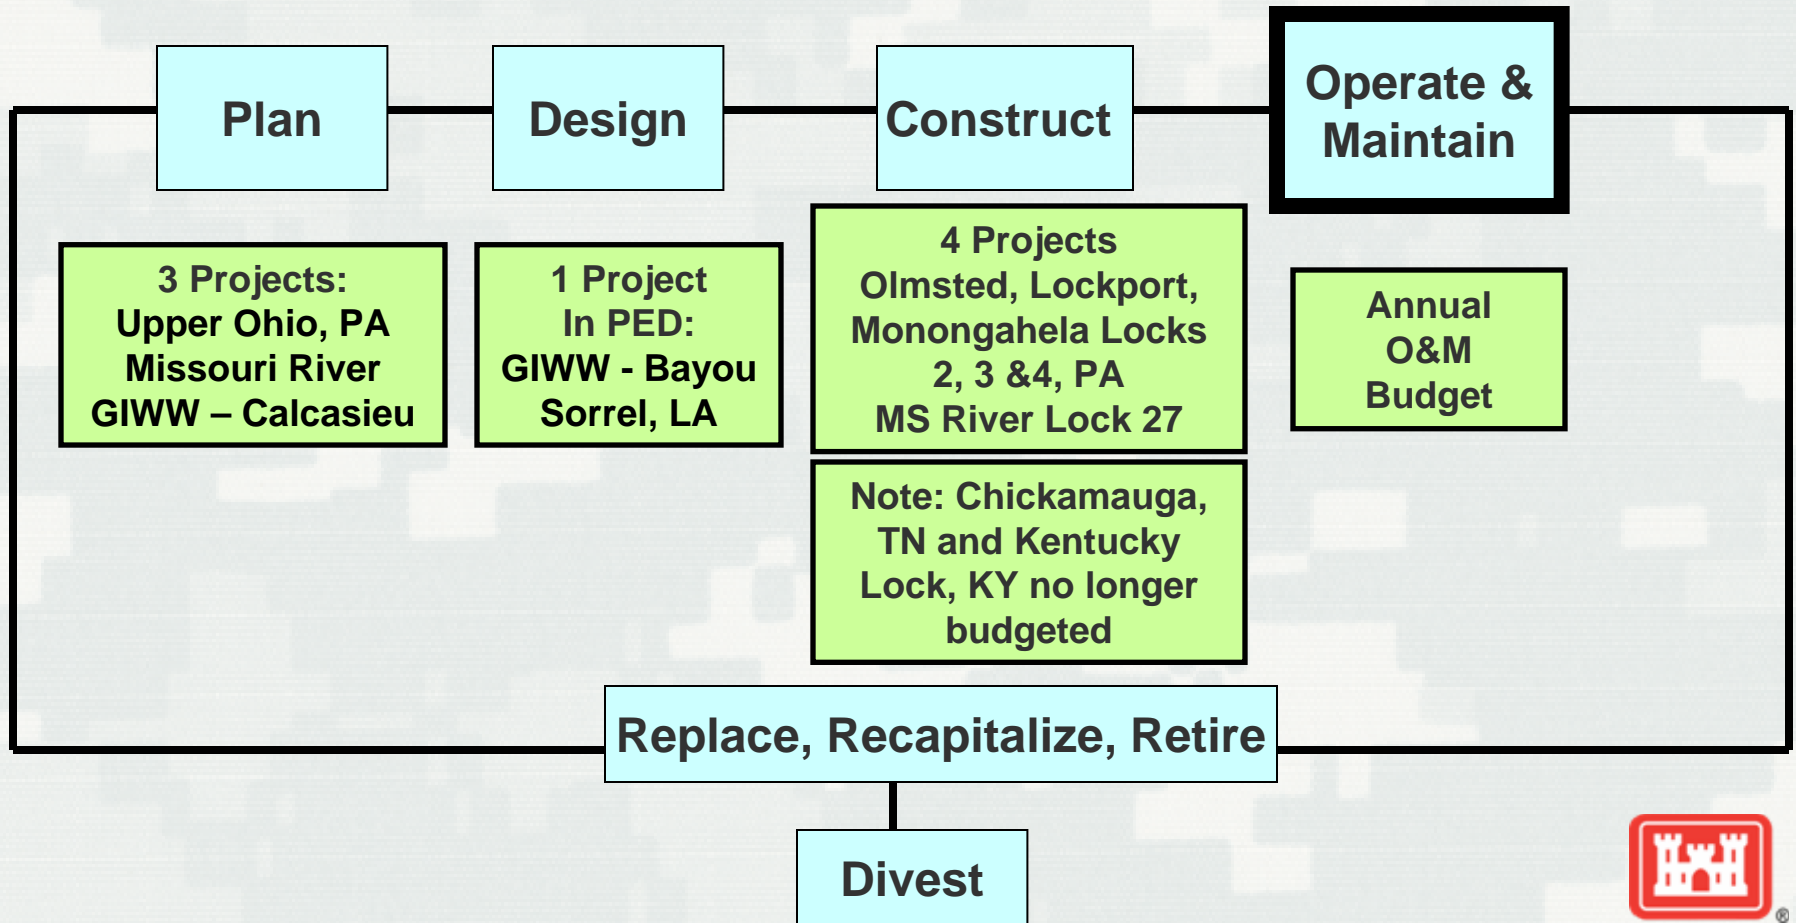 Plan
Design
Construct
Operate &
Maintain
3 Projects:
Upper Ohio, PA
Missouri River
GIWW – Calcasieu
1 Project
In PED:
GIWW - Bayou
Sorrel, LA
4 Projects
Olmsted, Lockport,
Monongahela Locks
2, 3 &4, PA
MS River Lock 27
Note: Chickamauga,
TN and Kentucky
Lock, KY no longer
budgeted
Annual
O&M
Budget
Replace, Recapitalize, Retire
Divest
®